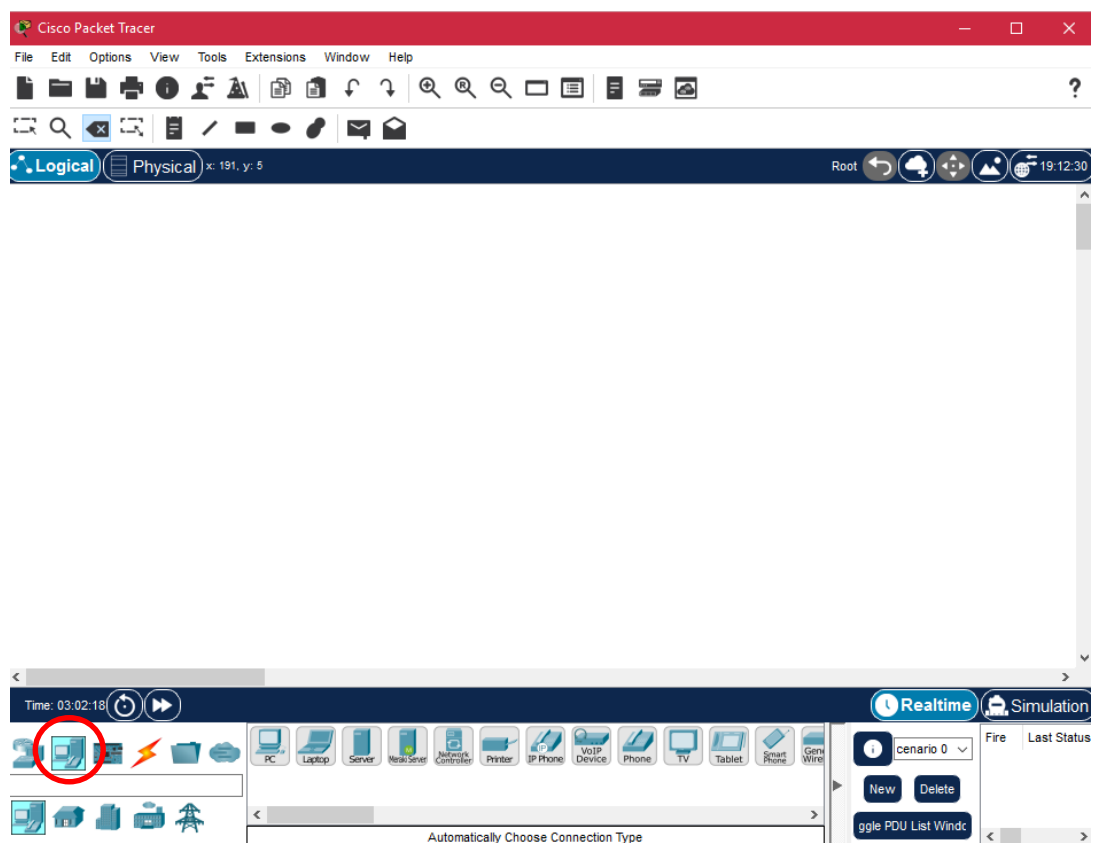 Cisco Packet Tracer
File Edit Options View Tools Extensions Window Help
?
Logical Physical x: 191, y: 5 Root 19:12:30
Time: 03:02:18 Realtime Simulation
PC Laptop Server Meraki Server Network Controller Printer IP Phone VoIP Device Phone TV Tablet Smart Phone Gene Wire
cenario 0 Fire Last Status
New Delete
ggle PDU List Windo
Automatically Choose Connection Type